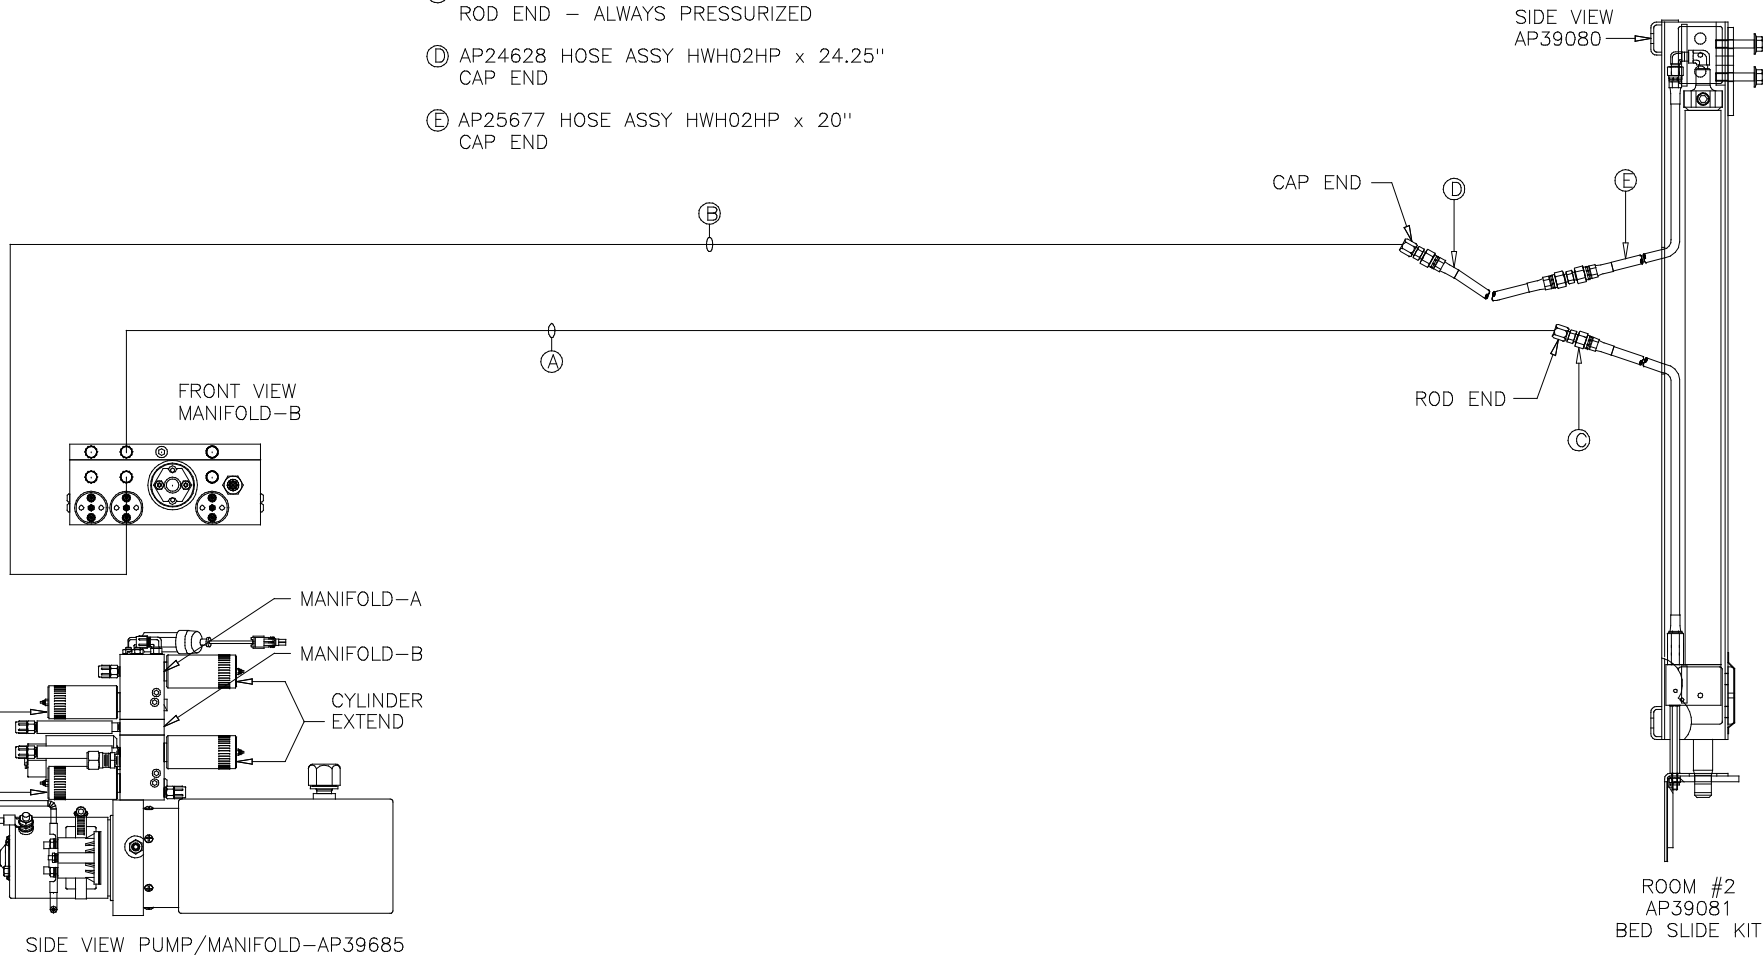 ROD END - ALWAYS PRESSURIZED
D AP24628 HOSE ASSY HWH02HP x 24.25"
CAP END
E AP25677 HOSE ASSY HWH02HP x 20"
CAP END
SIDE VIEW
AP39080
CAP END
D
E
B
A
ROD END
C
FRONT VIEW
MANIFOLD-B
MANIFOLD-A
MANIFOLD-B
CYLINDER
EXTEND
SIDE VIEW PUMP/MANIFOLD-AP39685
ROOM #2
AP39081
BED SLIDE KIT